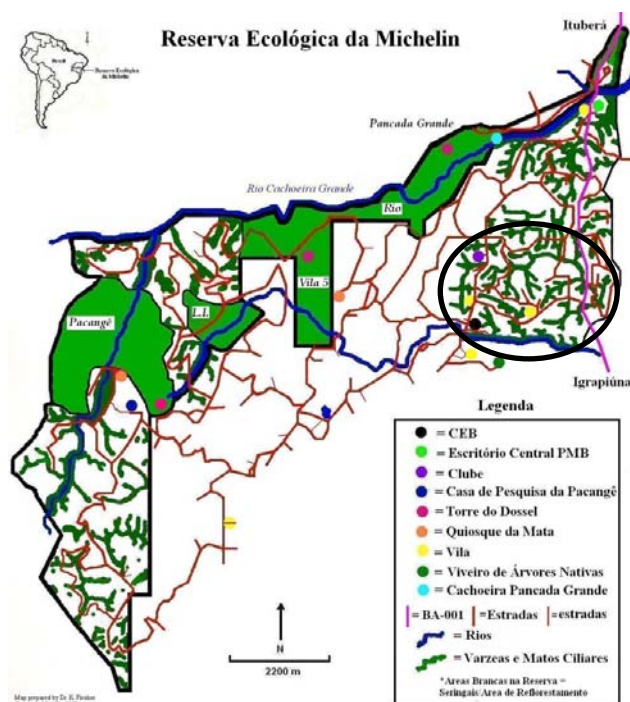 Reserva Ecológica da Michelin
Ituberá
Brasil
Reserva Ecológica
da Michelin
Pancada Grande
Rio Cachoeira Grande
Rio
Vila 5
L.I.
Pacangê
Igrapiúna
N
2200 m
Legenda
= CEB
= Escritório Central PMB
= Clube
= Casa de Pesquisa da Pacangê
= Torre do Dossel
= Quiosque da Mata
= Vila
= Viveiro de Árvores Nativas
= Cachoeira Pancada Grande
= BA-001 = Estradas = estradas
= Rios
= Varzeas e Matos Cíliares
*Areas Brancas na Reserva =
Seringais/Area de Reflorestamento
Map prepared by Dr. K. Flesher